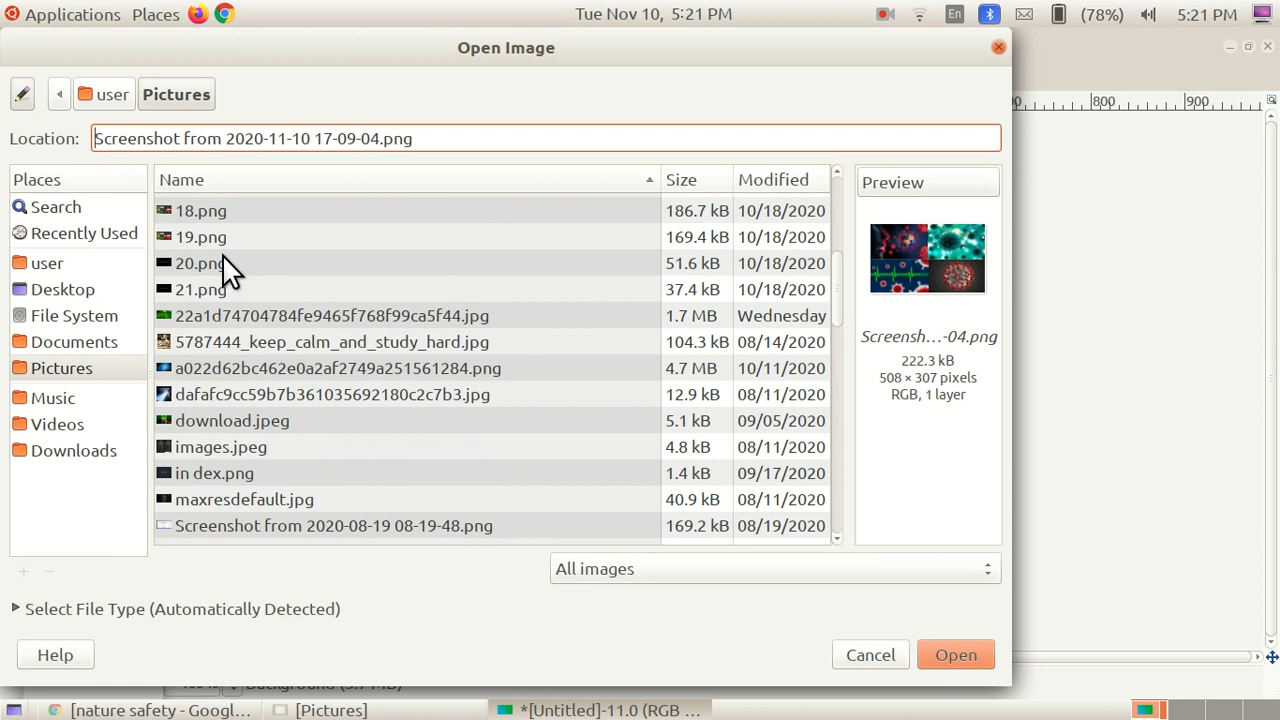 Applications Places Tue Nov 10, 5:21 PM En (78%) 5:21 PM
Open Image
user Pictures
Location: Screenshot from 2020-11-10 17-09-04.png
Places Name Size Modified Preview
Search
Recently Used
user
Desktop
File System
Documents
Pictures
Music
Videos
Downloads
18.png 186.7 kB 10/18/2020
19.png 169.4 kB 10/18/2020
20.png 51.6 kB 10/18/2020
21.png 37.4 kB 10/18/2020
22a1d74704784fe9465f768f99ca5f44.jpg 1.7 MB Wednesday
5787444_keep_calm_and_study_hard.jpg 104.3 kB 08/14/2020
a022d62bc462e0a2af2749a251561284.png 4.7 MB 10/11/2020
dafafc9cc59b7b361035692180c2c7b3.jpg 12.9 kB 08/11/2020
download.jpeg 5.1 kB 09/05/2020
images.jpeg 4.8 kB 08/11/2020
in dex.png 1.4 kB 09/17/2020
maxresdefault.jpg 40.9 kB 08/11/2020
Screenshot from 2020-08-19 08-19-48.png 169.2 kB 08/19/2020
Screensh...-04.png
222.3 kB
508 × 307 pixels
RGB, 1 layer
800 900
All images
Select File Type (Automatically Detected)
Help Cancel Open
[nature safety - Googl... [Pictures] *[Untitled]-11.0 (RGB ...